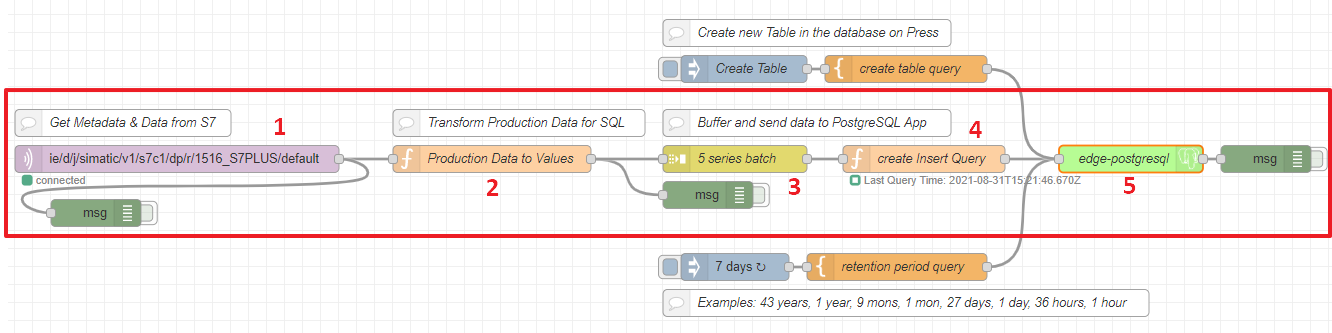 Create new Table in the database on Press
Create Table
create table query
Get Metadata & Data from S7
1
Transform Production Data for SQL
Buffer and send data to PostgreSQL App
4
ie/d/j/simatic/v1/s7c1/dp/r/1516_S7PLUS/default
Production Data to Values
5 series batch
create Insert Query
edge-postgresql
msg
connected
2
3
Last Query Time: 2021-08-31T15:21:46.670Z
5
msg
msg
7 days ↻
retention period query
Examples: 43 years, 1 year, 9 mons, 1 mon, 27 days, 1 day, 36 hours, 1 hour